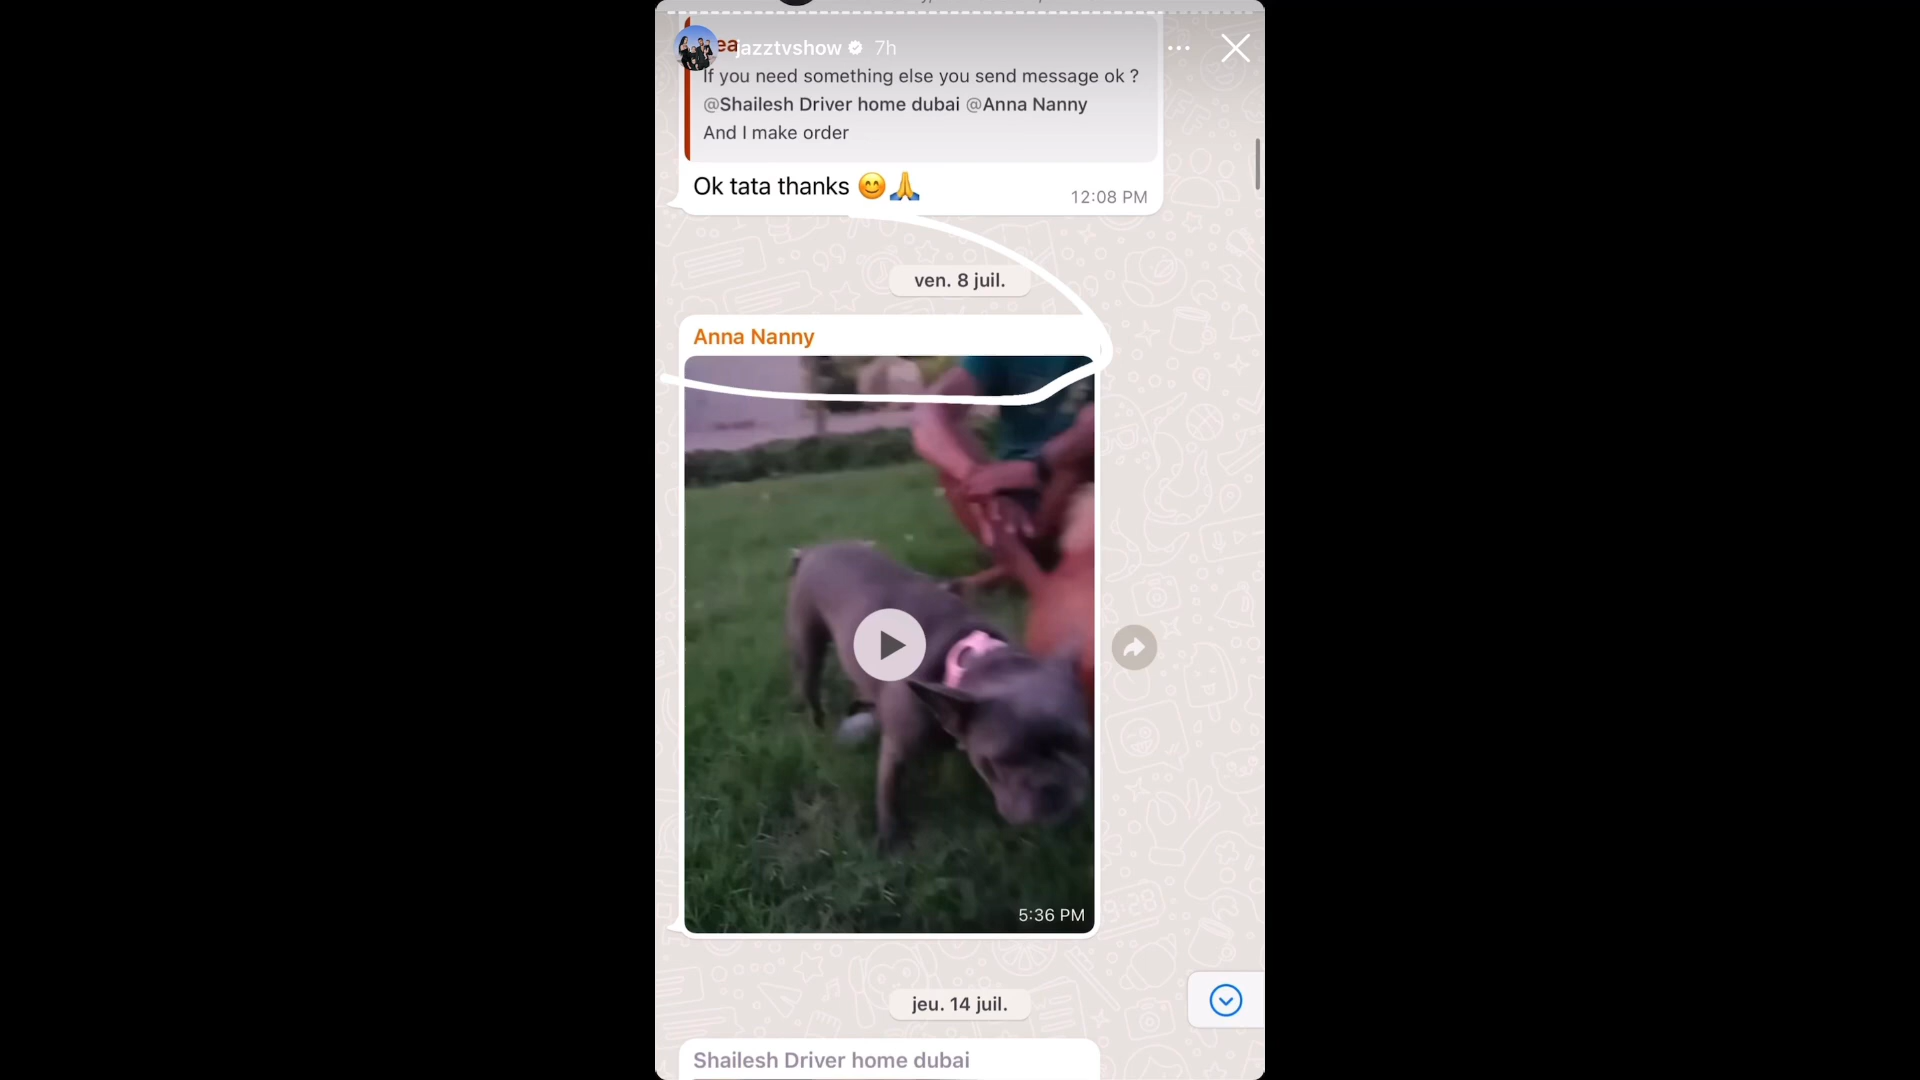 ea
jazztvshow 7h
If you need something else you send message ok ?
@Shailesh Driver home dubai @Anna Nanny
And I make order
Ok tata thanks 😊🙏
12:08 PM
ven. 8 juil.
Anna Nanny
5:36 PM
jeu. 14 juil.
Shailesh Driver home dubai